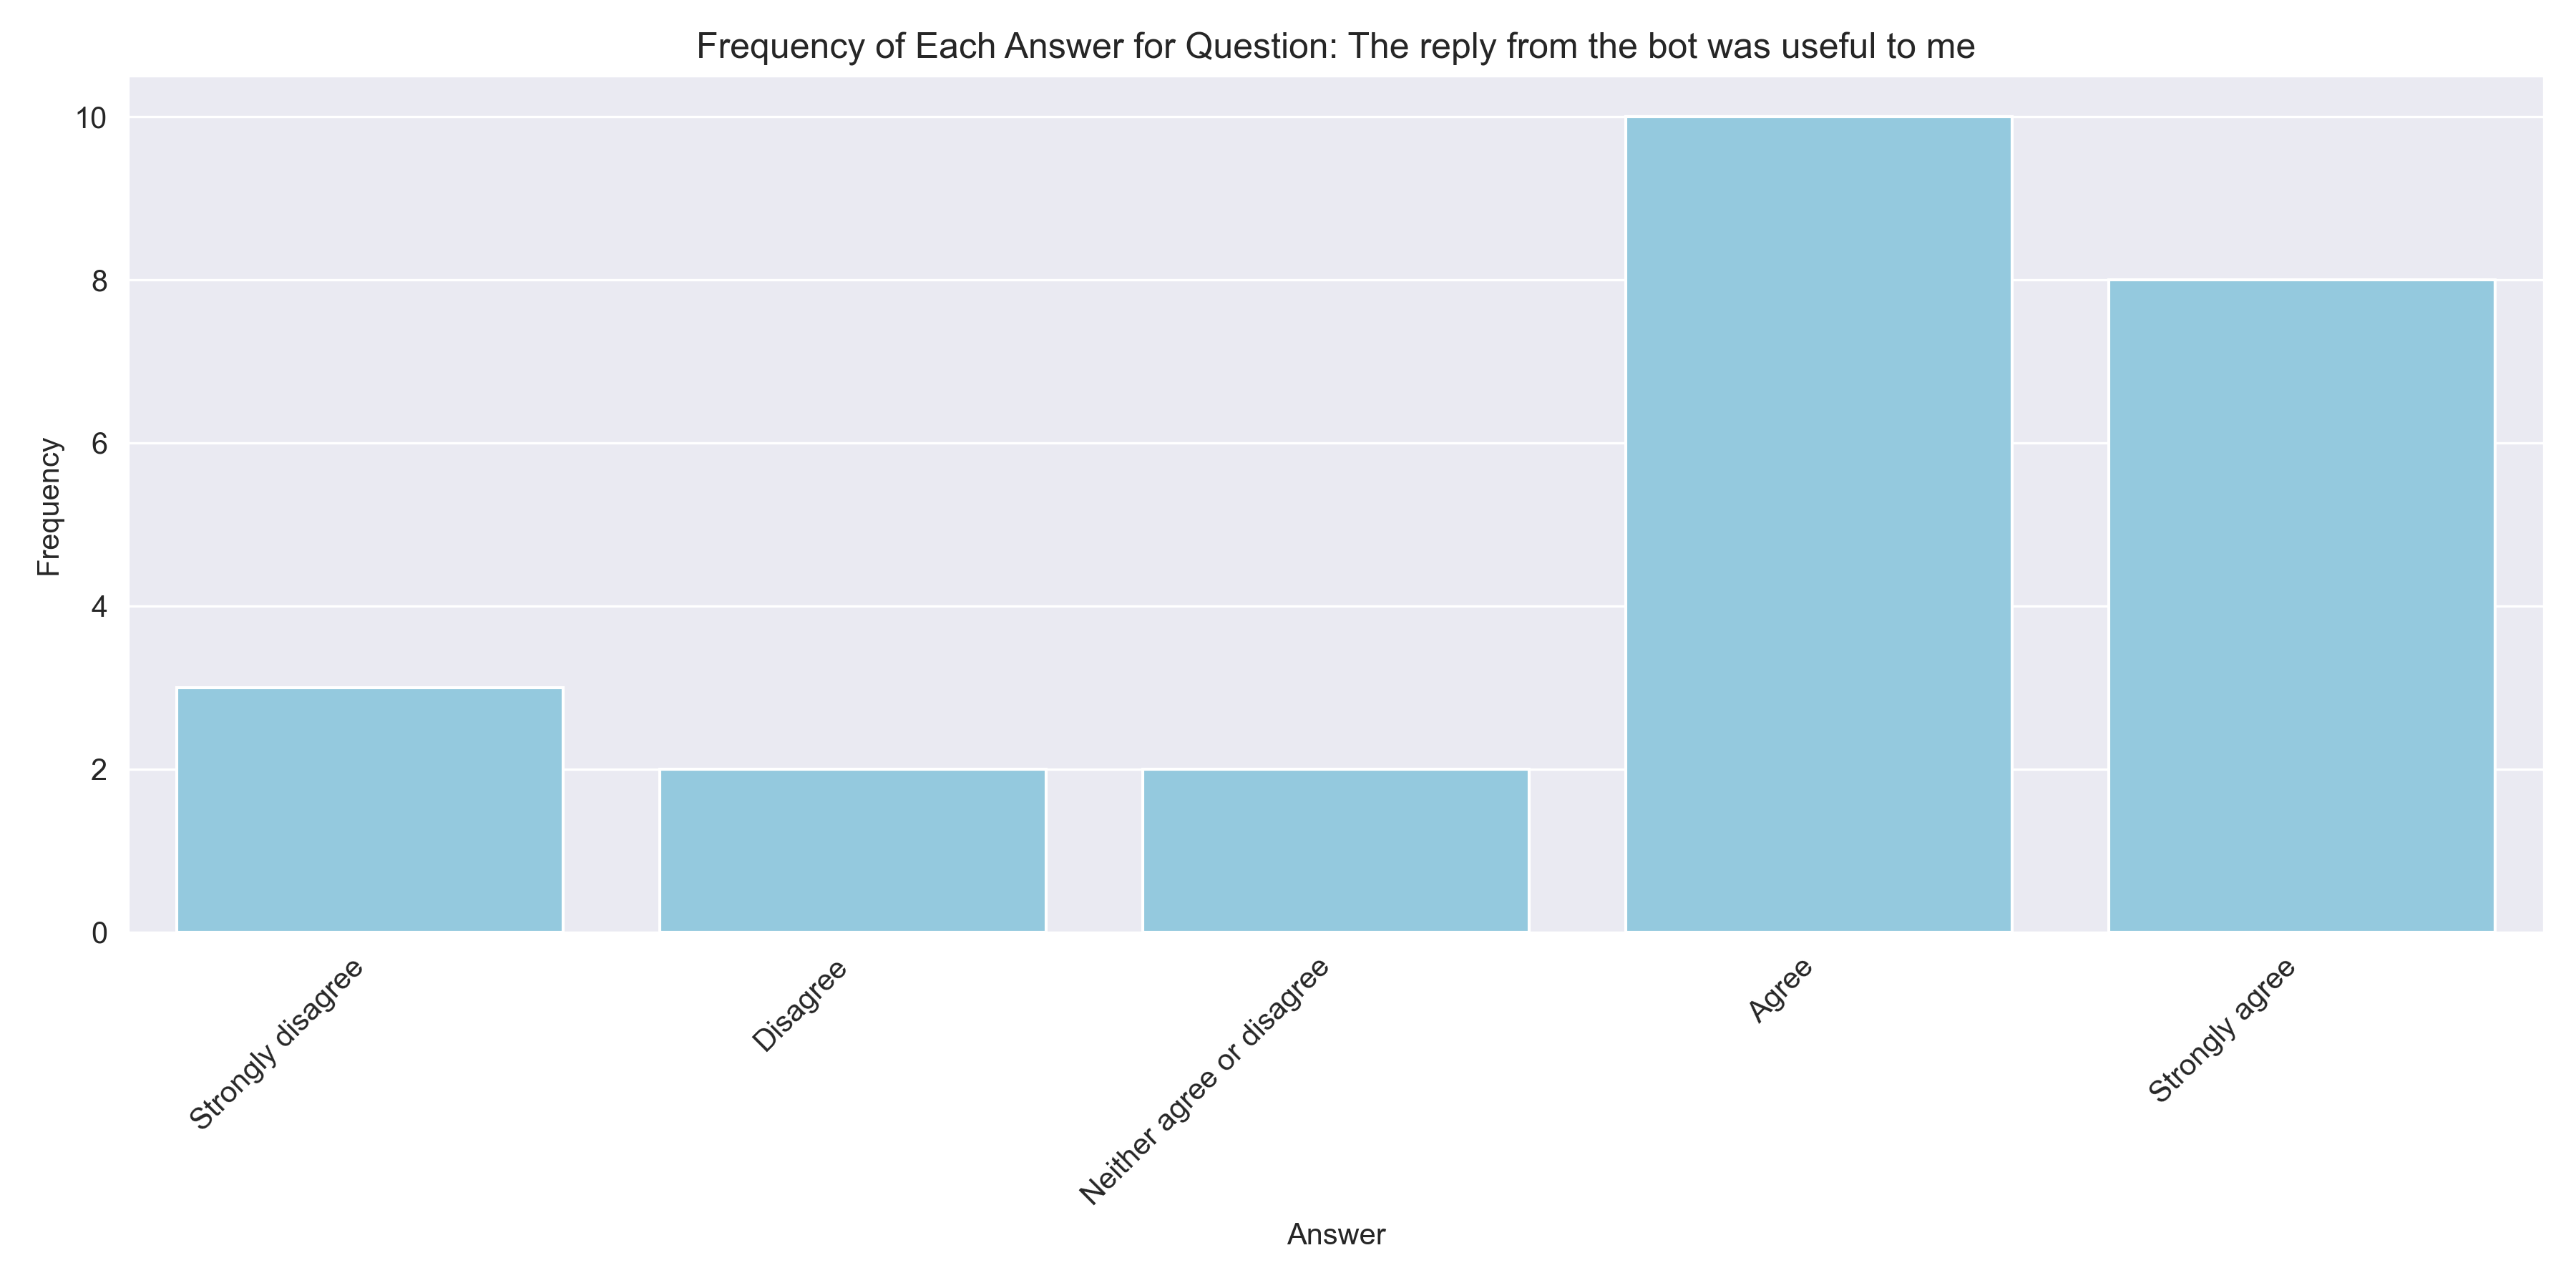 Frequency of Each Answer for Question: The reply from the bot was useful to me
Frequency
10
8
6
4
2
0
Strongly disagree
Disagree
Neither agree or disagree
Agree
Strongly agree
Answer